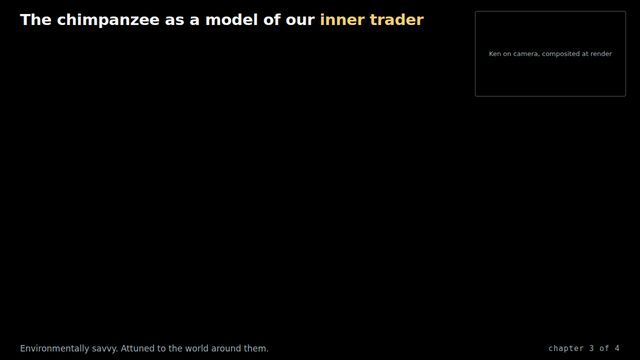 The chimpanzee as a model of our inner trader
Ken on camera, composited at render
Environmentally savvy. Attuned to the world around them.
chapter 3 of 4